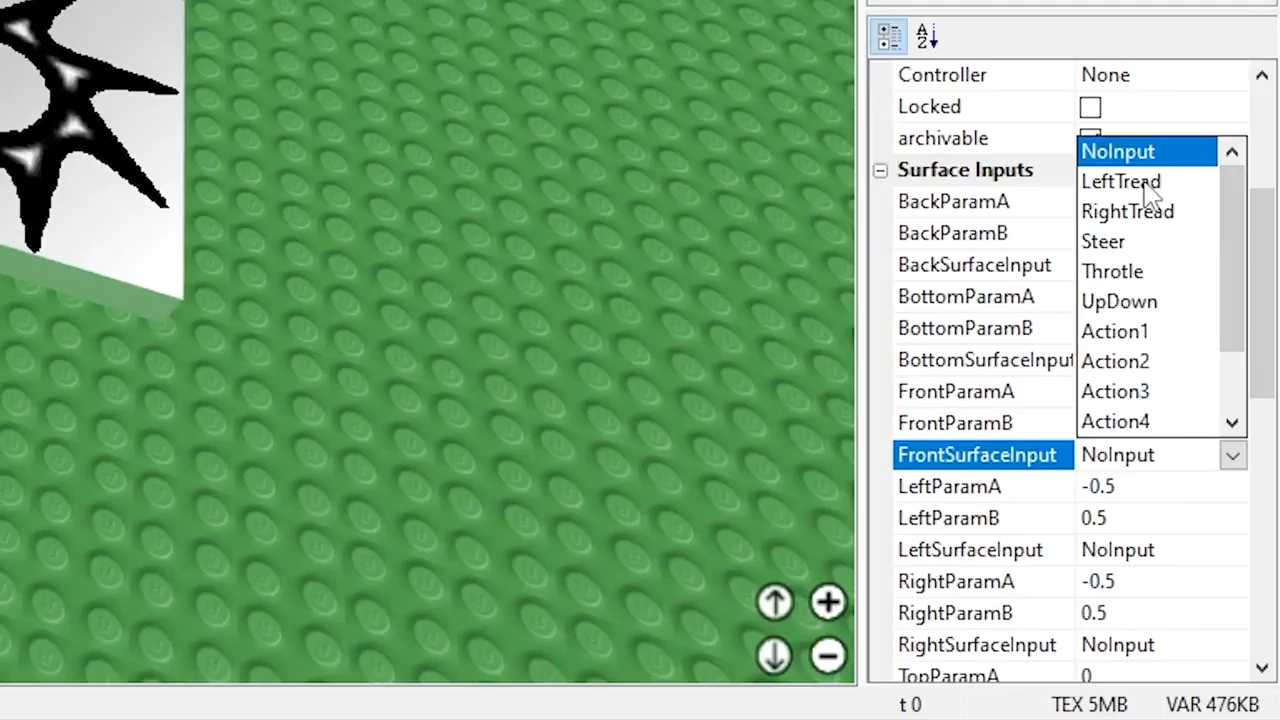 Controller None
Locked
archivable
NoInput
Surface Inputs
LeftTread
BackParamA
RightTread
BackParamB
Steer
BackSurfaceInput
Throtle
BottomParamA
UpDown
BottomParamB
Action1
BottomSurfaceInput
Action2
FrontParamA
Action3
FrontParamB
Action4
FrontSurfaceInput NoInput
LeftParamA -0.5
LeftParamB 0.5
LeftSurfaceInput NoInput
RightParamA -0.5
RightParamB 0.5
RightSurfaceInput NoInput
TopParamA 0
t 0 TEX 5MB VAR 476KB